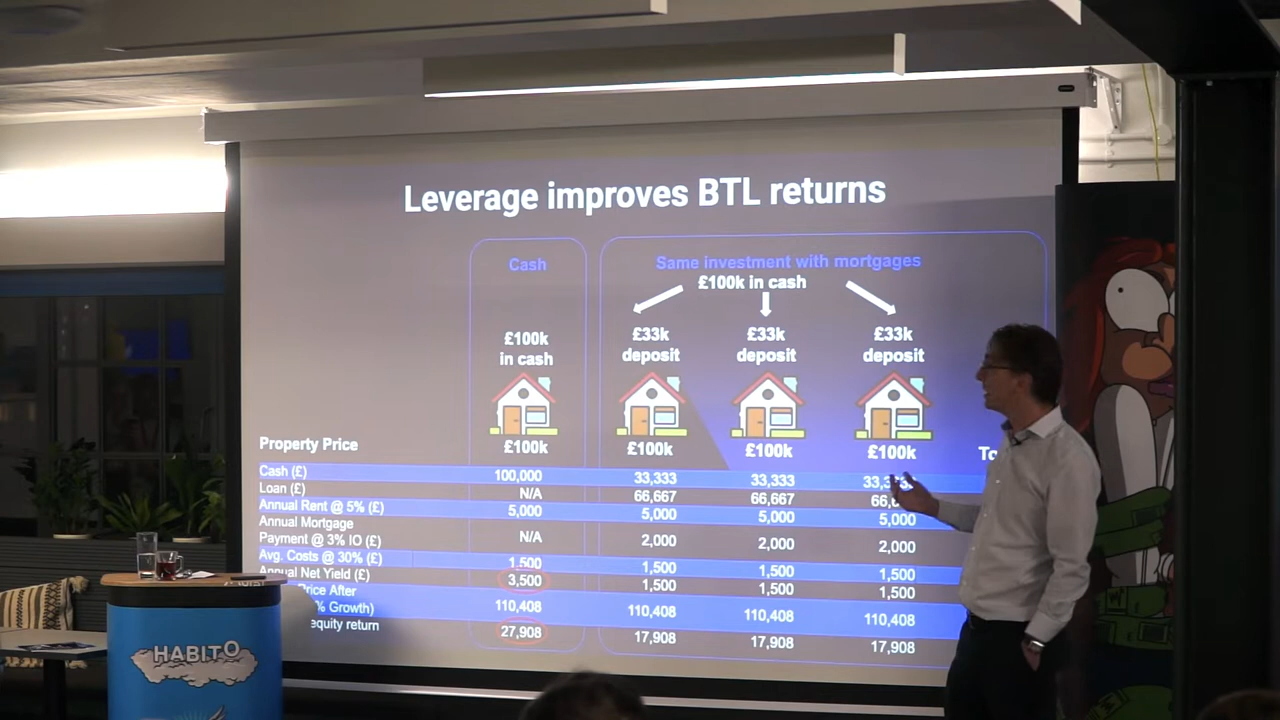 Leverage improves BTL returns
Cash
Same investment with mortgages
£100k in cash
£100k
in cash
£33k
deposit
£33k
deposit
£33k
deposit
Property Price £100k £100k £100k £100k
Cash (£) 100,000 33,333 33,333
Loan (£) N/A 66,667 66,667
Annual Rent @ 5% (£) 5,000 5,000 5,000 5,000
Annual Mortgage
Payment @ 3% IO (£) N/A 2,000 2,000 2,000
Avg. Costs @ 30% (£) 1,500 1,500 1,500 1,500
Annual Net Yield (£) 3,500 1,500 1,500 1,500
Price After
% Growth) 110,408 110,408 110,408 110,408
equity return 27,908 17,908 17,908 17,908
HABITO